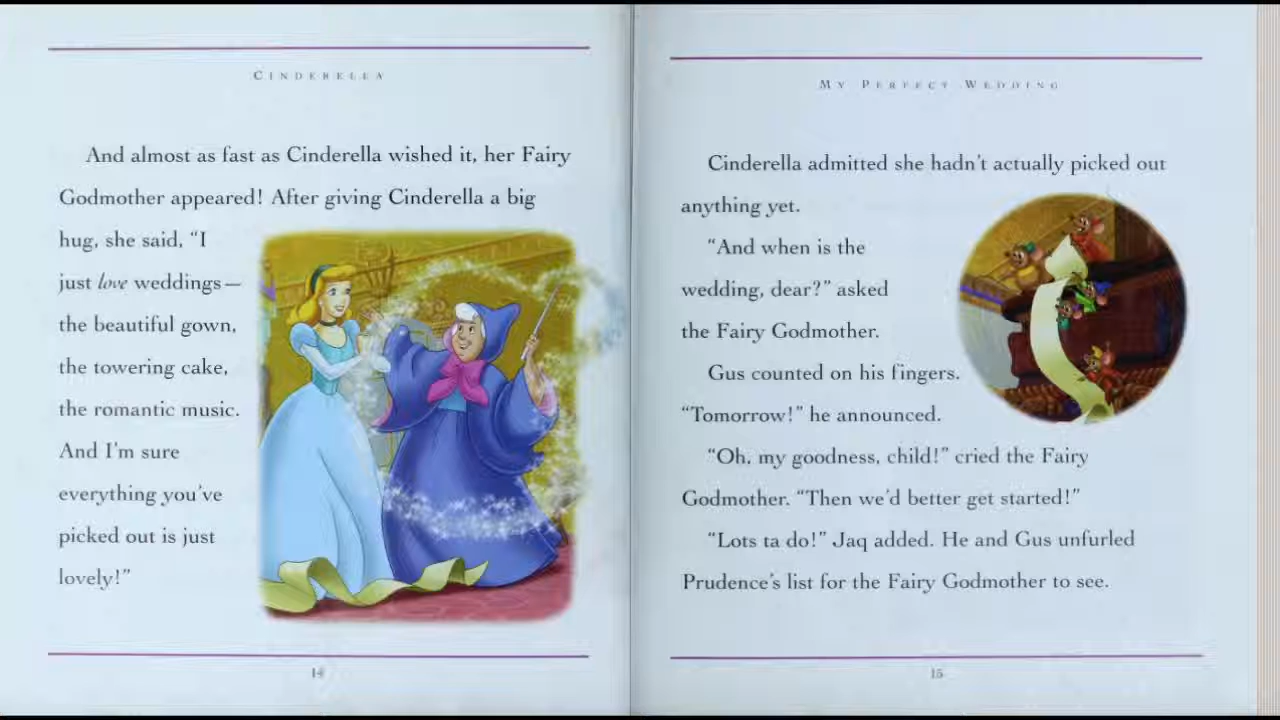 CINDERELLA
And almost as fast as Cinderella wished it, her Fairy
Godmother appeared! After giving Cinderella a big
hug, she said, “I
just love weddings—
the beautiful gown,
the towering cake,
the romantic music.
And I’m sure
everything you’ve
picked out is just
lovely!”
14
MY PERFECT WEDDING
Cinderella admitted she hadn’t actually picked out
anything yet.
“And when is the
wedding, dear?” asked
the Fairy Godmother.
Gus counted on his fingers.
“Tomorrow!” he announced.
“Oh, my goodness, child!” cried the Fairy
Godmother. “Then we’d better get started!”
“Lots ta do!” Jaq added. He and Gus unfurled
Prudence’s list for the Fairy Godmother to see.
15